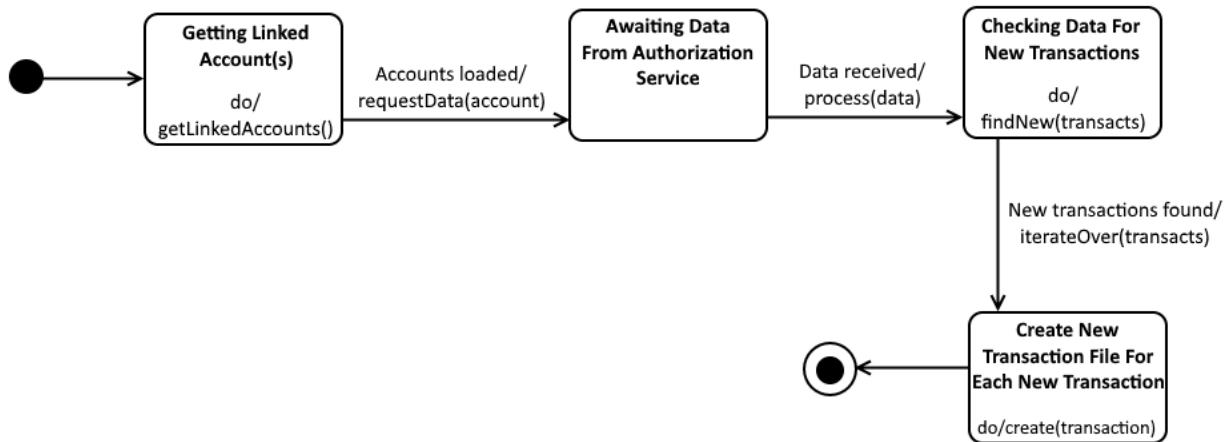 Getting Linked
Account(s)
do/
getLinkedAccounts()
Accounts loaded/
requestData(account)
Awaiting Data
From Authorization
Service
Data received/
process(data)
Checking Data For
New Transactions
do/
findNew(transacts)
New transactions found/
iterateOver(transacts)
Create New
Transaction File For
Each New Transaction
do/create(transaction)